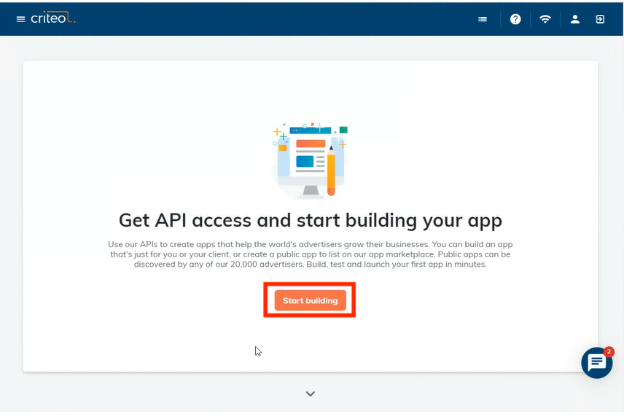 criteo
Get API access and start building your app
Use our APIs to create apps that help the world's advertisers grow their businesses. You can build an app
that's just for you or your client, or create a public app to list on our app marketplace. Public apps can be
discovered by any of our 20,000 advertisers. Build, test and launch your first app in minutes.
Start building
2